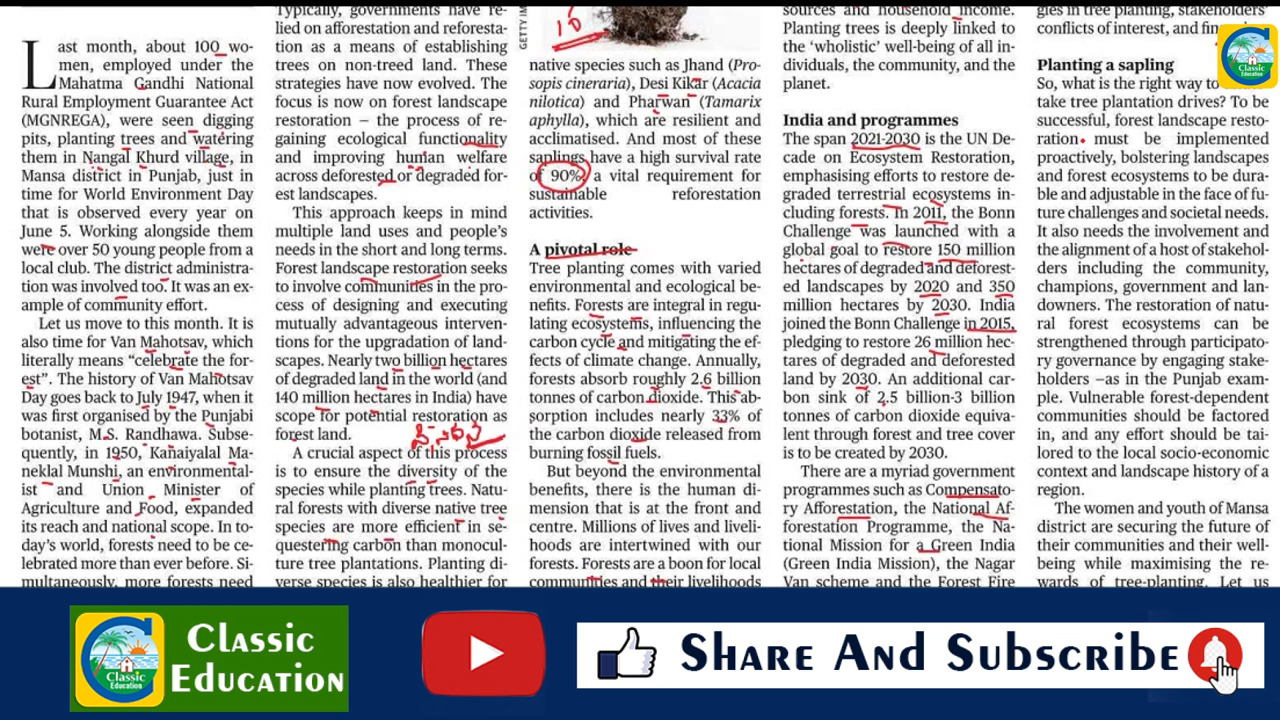 Last month, about 100 wo-
men, employed under the
Mahatma Gandhi National
Rural Employment Guarantee Act
(MGNREGA), were seen digging
pits, planting trees and watering
them in Nangal Khurd village, in
Mansa district in Punjab, just in
time for World Environment Day
that is observed every year on
June 5. Working alongside them
were over 50 young people from a
local club. The district administra-
tion was involved too. It was an ex-
ample of community effort.
Let us move to this month. It is
also time for Van Mahotsav, which
literally means “celebrate the for-
est”. The history of Van Mahotsav
Day goes back to July 1947, when it
was first organised by the Punjabi
botanist, M.S. Randhawa. Subse-
quently, in 1950, Kanaiyalal Ma-
neklal Munshi, an environmental-
ist and Union Minister of
Agriculture and Food, expanded
its reach and national scope. In to-
day’s world, forests need to be ce-
lebrated more than ever before. Si-
multaneously, more forests need
Typically, governments have re-
lied on afforestation and reforesta-
tion as a means of establishing
trees on non-treed land. These
strategies have now evolved. The
focus is now on forest landscape
restoration – the process of re-
gaining ecological functionality
and improving human welfare
across deforested or degraded for-
est landscapes.
This approach keeps in mind
multiple land uses and people’s
needs in the short and long terms.
Forest landscape restoration seeks
to involve communities in the pro-
cess of designing and executing
mutually advantageous interven-
tions for the upgradation of land-
scapes. Nearly two billion hectares
of degraded land in the world (and
140 million hectares in India) have
scope for potential restoration as
forest land.
A crucial aspect of this process
is to ensure the diversity of the
species while planting trees. Natu-
ral forests with diverse native tree
species are more efficient in se-
questering carbon than monocul-
ture tree plantations. Planting di-
verse species is also healthier for
GETTY IM
native species such as Jhand (Pro-
sopis cineraria), Desi Kikar (Acacia
nilotica) and Pharwan (Tamarix
aphylla), which are resilient and
acclimatised. And most of these
saplings have a high survival rate
of 90%, a vital requirement for
sustainable reforestation
activities.
A pivotal role
Tree planting comes with varied
environmental and ecological be-
nefits. Forests are integral in regu-
lating ecosystems, influencing the
carbon cycle and mitigating the ef-
fects of climate change. Annually,
forests absorb roughly 2.6 billion
tonnes of carbon dioxide. This ab-
sorption includes nearly 33% of
the carbon dioxide released from
burning fossil fuels.
But beyond the environmental
benefits, there is the human di-
mension that is at the front and
centre. Millions of lives and liveli-
hoods are intertwined with our
forests. Forests are a boon for local
communities and their livelihoods
sources and household income.
Planting trees is deeply linked to
the ‘wholistic’ well-being of all in-
dividuals, the community, and the
planet.
India and programmes
The span 2021-2030 is the UN De-
cade on Ecosystem Restoration,
emphasising efforts to restore de-
graded terrestrial ecosystems in-
cluding forests. In 2011, the Bonn
Challenge was launched with a
global goal to restore 150 million
hectares of degraded and deforest-
ed landscapes by 2020 and 350
million hectares by 2030. India
joined the Bonn Challenge in 2015,
pledging to restore 26 million hec-
tares of degraded and deforested
land by 2030. An additional car-
bon sink of 2.5 billion-3 billion
tonnes of carbon dioxide equiva-
lent through forest and tree cover
is to be created by 2030.
There are a myriad government
programmes such as Compensato-
ry Afforestation, the National Af-
forestation Programme, the Na-
tional Mission for a Green India
(Green India Mission), the Nagar
Van scheme and the Forest Fire
gies in tree planting, stakeholders’
conflicts of interest, and
Planting a sapling
So, what is the right way to
take tree plantation drives? To be
successful, forest landscape resto-
ration must be implemented
proactively, bolstering landscapes
and forest ecosystems to be dura-
ble and adjustable in the face of fu-
ture challenges and societal needs.
It also needs the involvement and
the alignment of a host of stakehol-
ders including the community,
champions, government and lan-
downers. The restoration of natu-
ral forest ecosystems can be
strengthened through participato-
ry governance by engaging stake-
holders –as in the Punjab exam-
ple. Vulnerable forest-dependent
communities should be factored
in, and any effort should be tai-
lored to the local socio-economic
context and landscape history of a
region.
The women and youth of Mansa
district are securing the future of
their communities and their well-
being while maximising the re-
wards of tree-planting. Let us
Classic
Education
Classic
Education
Classic
Education
Share And Subscribe